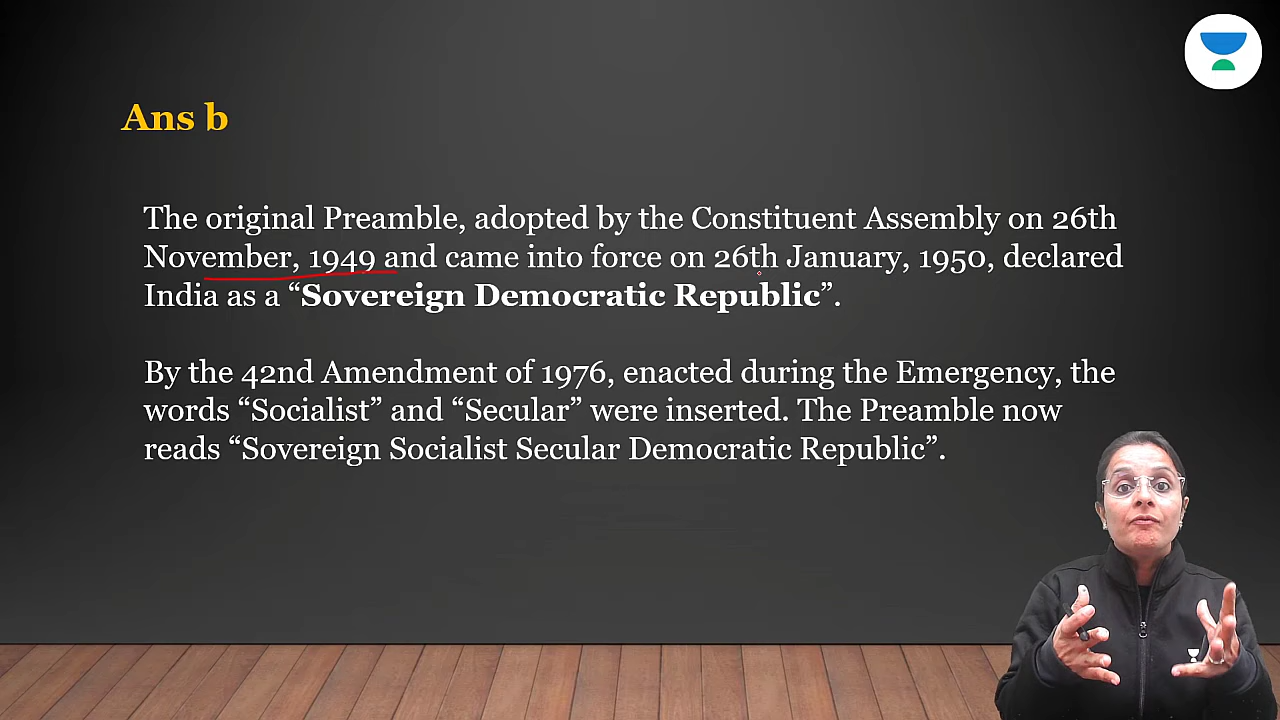 Ans b
The original Preamble, adopted by the Constituent Assembly on 26th
November, 1949 and came into force on 26th January, 1950, declared
India as a “Sovereign Democratic Republic”.
By the 42nd Amendment of 1976, enacted during the Emergency, the
words “Socialist” and “Secular” were inserted. The Preamble now
reads “Sovereign Socialist Secular Democratic Republic”.